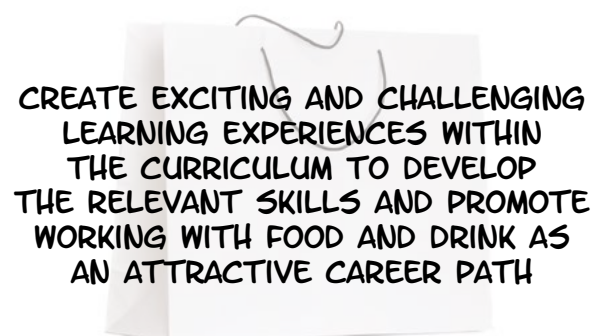 CREATE EXCITING AND CHALLENGING
LEARNING EXPERIENCES WITHIN
THE CURRICULUM TO DEVELOP
THE RELEVANT SKILLS AND PROMOTE
WORKING WITH FOOD AND DRINK AS
AN ATTRACTIVE CAREER PATH